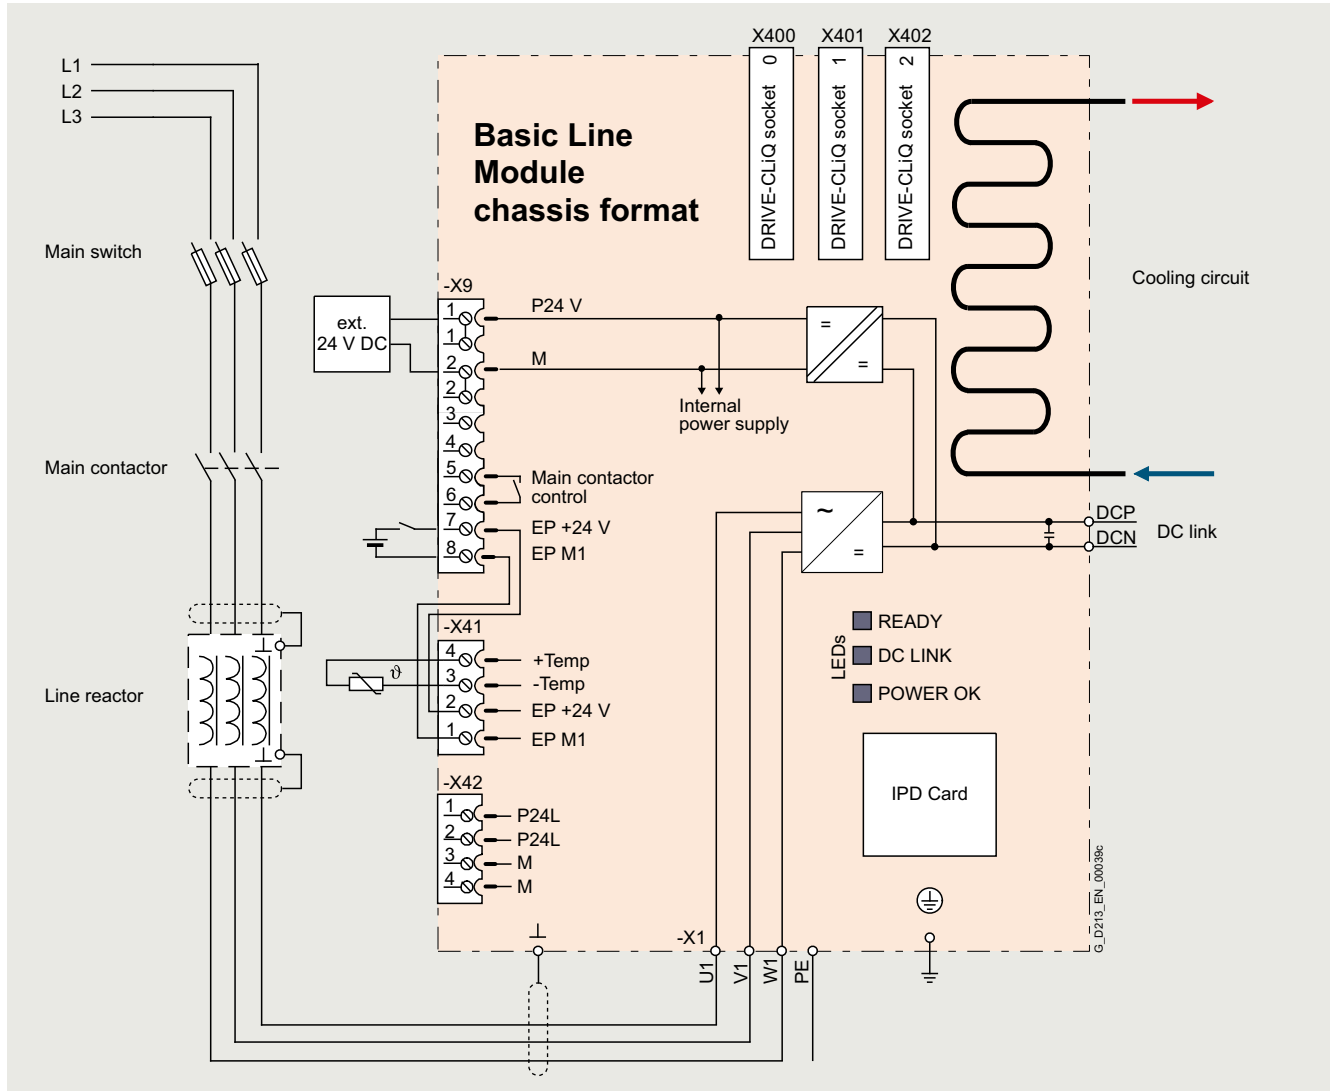 X400
X401
X402
L1
L2
L3
DRIVE-CLiQ socket 0
DRIVE-CLiQ socket 1
DRIVE-CLiQ socket 2
Basic Line
Module
chassis format
Main switch
Cooling circuit
-X9
ext.
24 V DC
1
1
2
2
3
4
5
6
7
8
P24 V
M
=
=
Internal
power supply
Main contactor
Main contactor
control
EP +24 V
EP M1
~
=
DCP
DCN
DC link
-X41
4
3
2
1
ϑ
+Temp
-Temp
EP +24 V
EP M1
LEDs
READY
DC LINK
POWER OK
Line reactor
-X42
1
2
3
4
P24L
P24L
M
M
IPD Card
G_D213_EN_00039c
-X1
U1
V1
W1
PE